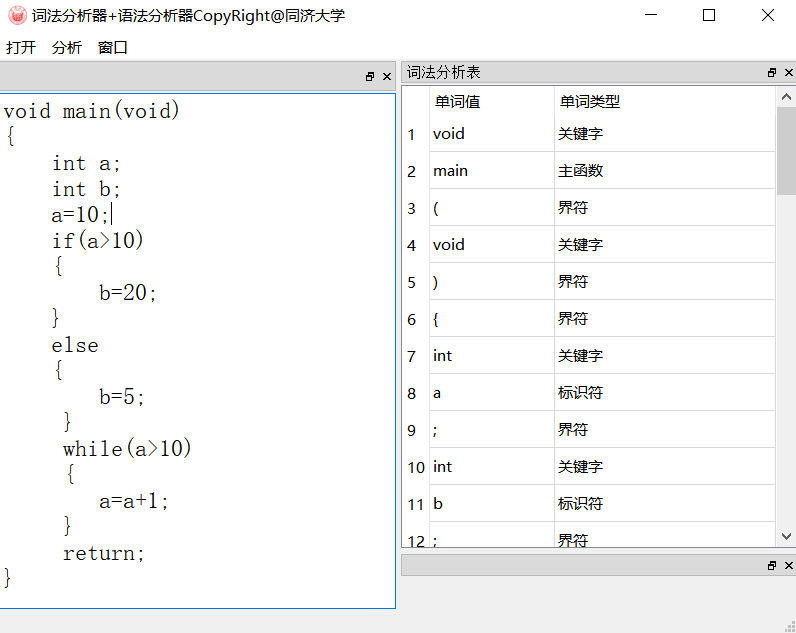 词法分析器+语法分析器CopyRight@同济大学
打开 分析 窗口
void main(void)
{
    int a;
    int b;
    a=10;
    if(a>10)
    {
        b=20;
    }
    else
    {
        b=5;
     }
     while(a>10)
     {
        a=a+1;
     }
     return;
}
词法分析表
单词值 单词类型
1 void 关键字
2 main 主函数
3 ( 界符
4 void 关键字
5 ) 界符
6 { 界符
7 int 关键字
8 a 标识符
9 ; 界符
10 int 关键字
11 b 标识符
12 ; 界符